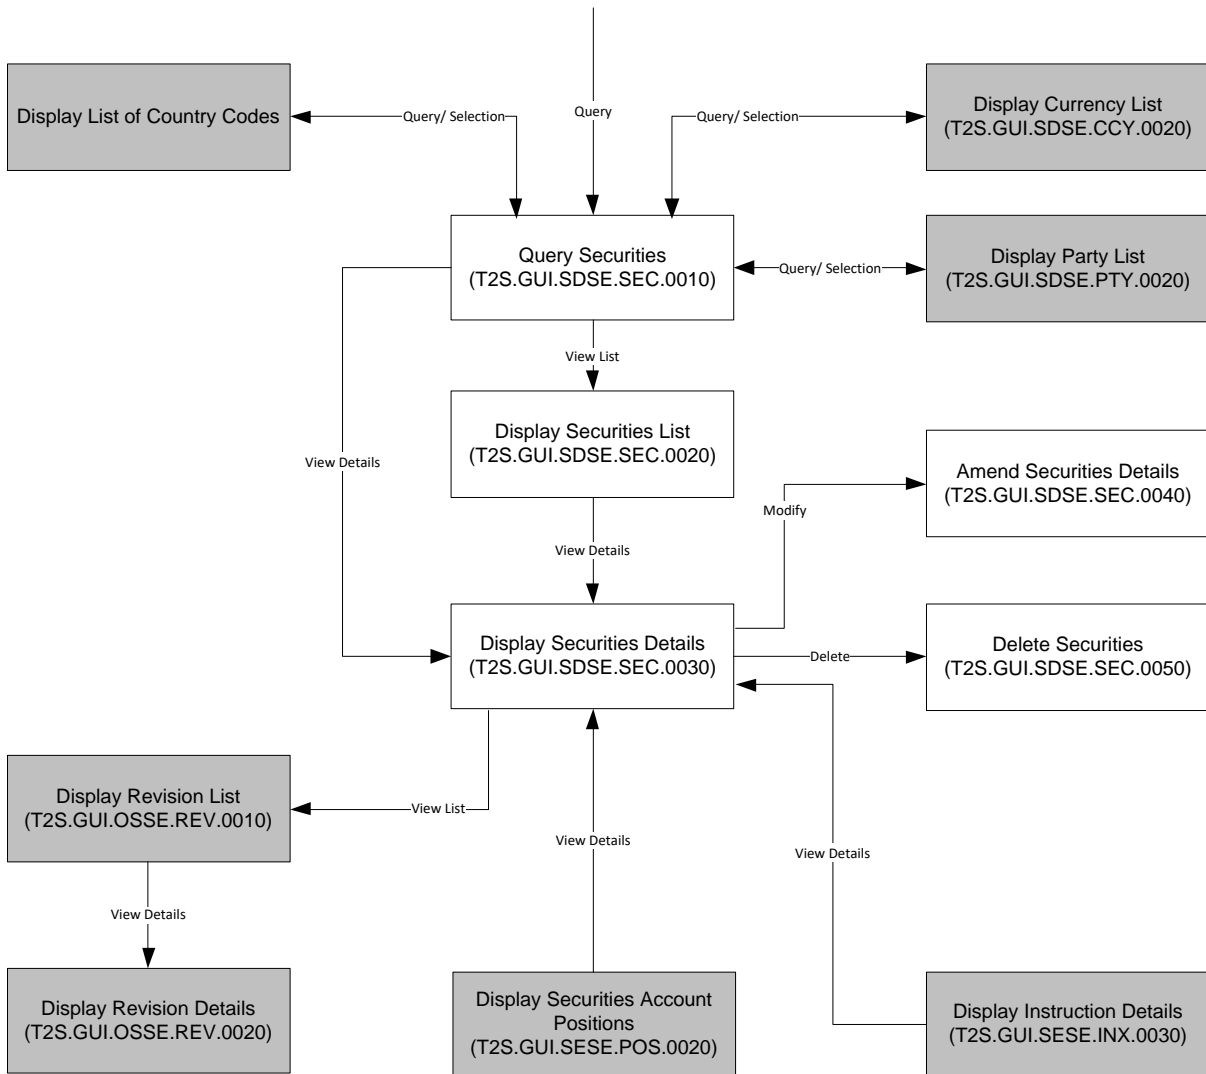 Display List of Country Codes
Query/ Selection
Query
Query/ Selection
Display Currency List
(T2S.GUI.SDSE.CCY.0020)
Query Securities
(T2S.GUI.SDSE.SEC.0010)
Query/ Selection
Display Party List
(T2S.GUI.SDSE.PTY.0020)
View List
Display Securities List
(T2S.GUI.SDSE.SEC.0020)
View Details
Modify
Amend Securities Details
(T2S.GUI.SDSE.SEC.0040)
View Details
Display Securities Details
(T2S.GUI.SDSE.SEC.0030)
Delete
Delete Securities
(T2S.GUI.SDSE.SEC.0050)
Display Revision List
(T2S.GUI.OSSE.REV.0010)
View List
View Details
View Details
View Details
Display Revision Details
(T2S.GUI.OSSE.REV.0020)
Display Securities Account
Positions
(T2S.GUI.SESE.POS.0020)
Display Instruction Details
(T2S.GUI.SESE.INX.0030)